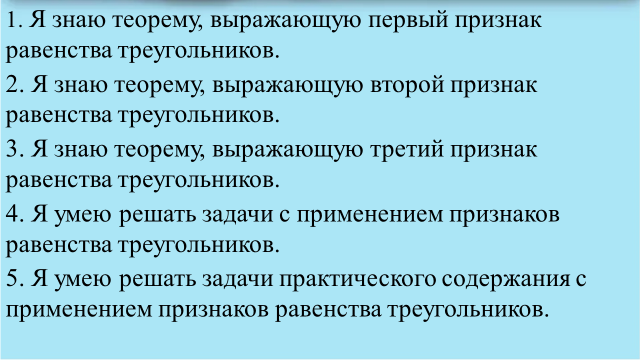 1. Я знаю теорему, выражающую первый признак
равенства треугольников.
2. Я знаю теорему, выражающую второй признак
равенства треугольников.
3. Я знаю теорему, выражающую третий признак
равенства треугольников.
4. Я умею решать задачи с применением признаков
равенства треугольников.
5. Я умею решать задачи практического содержания с
применением признаков равенства треугольников.